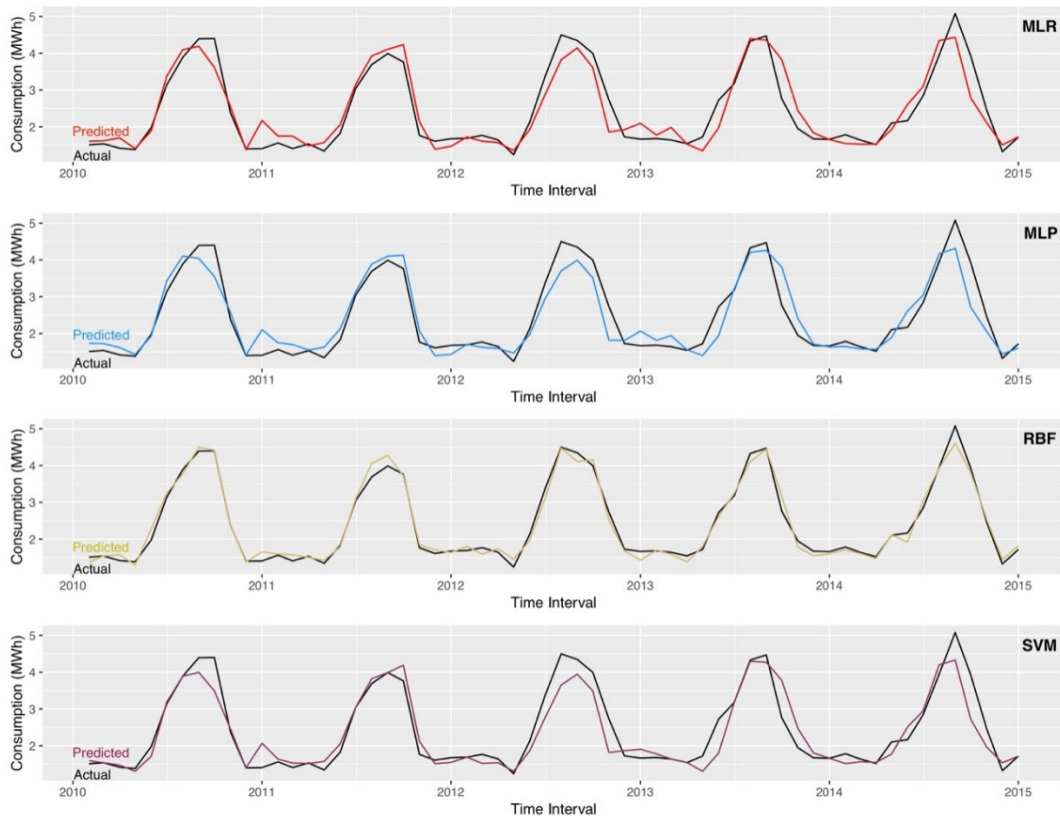 MLR
Consumption (MWh)
5
4
3
2
Predicted
Actual
2010 2011 2012 2013 2014 2015
Time Interval
MLP
Consumption (MWh)
5
4
3
2
Predicted
Actual
2010 2011 2012 2013 2014 2015
Time Interval
RBF
Consumption (MWh)
5
4
3
2
Predicted
Actual
2010 2011 2012 2013 2014 2015
Time Interval
SVM
Consumption (MWh)
5
4
3
2
Predicted
Actual
2010 2011 2012 2013 2014 2015
Time Interval